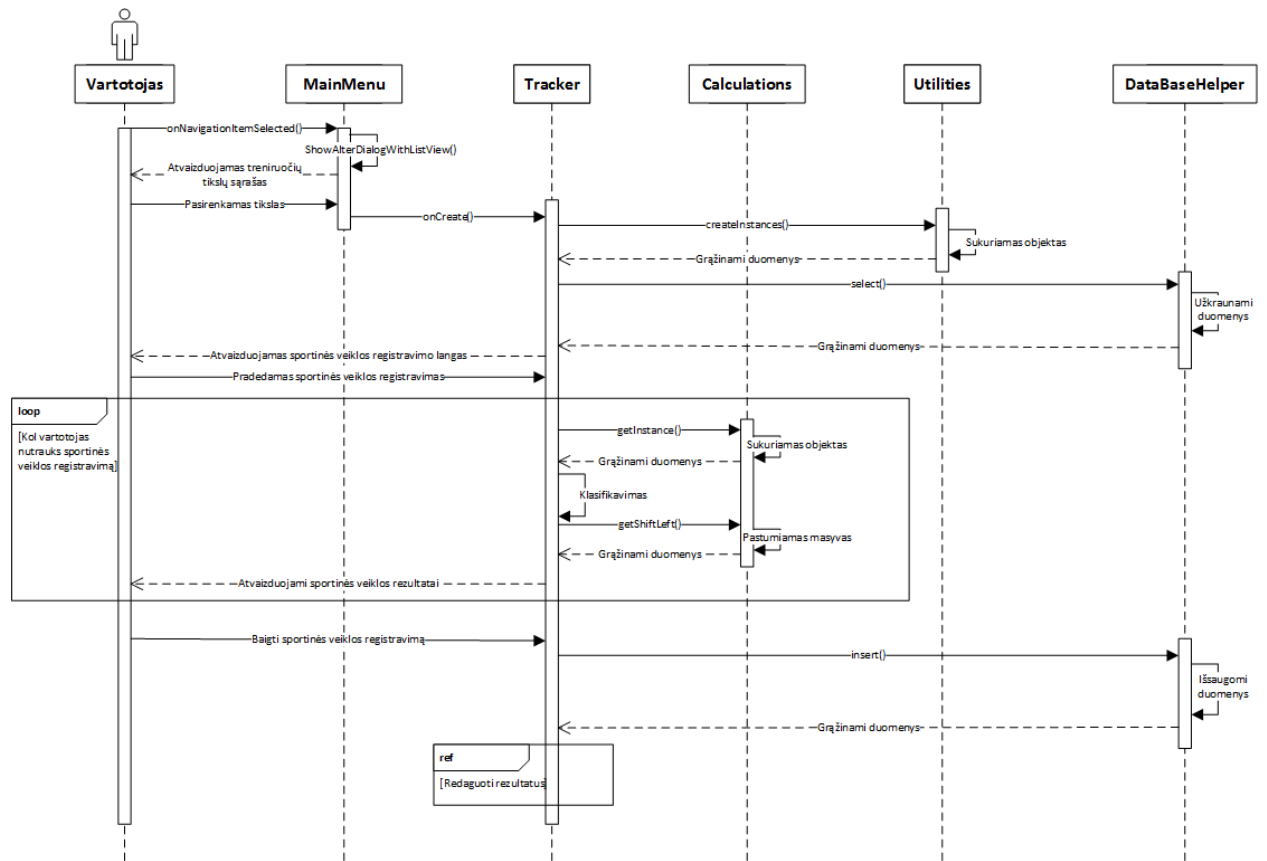 Vartotojas
MainMenu
Tracker
Calculations
Utilities
DataBaseHelper
onNavigationItemSelected()
ShowAlterDialogWithListView()
Atvaizduojamas treniruočių
tikslų sąrašas
Pasirenkamas tikslas
onCreate()
createInstances()
Sukuriamas objektas
Grąžinami duomenys
select()
Užkraunami
duomenys
Grąžinami duomenys
Atvaizduojamas sportinės veiklos registravimo langas
Pradedamas sportinės veiklos registravimas
loop
[Kol vartotojas
nutrauks sportinės
veiklos registravimą]
getInstance()
Sukuriamas objektas
Grąžinami duomenys
Klasifikavimas
getShiftLeft()
Pastumiamas masyvas
Grąžinami duomenys
Atvaizduojami sportinės veiklos rezultatai
Baigti sportinės veiklos registravimą
insert()
Išsaugomi
duomenys
Grąžinami duomenys
ref
[Redaguoti rezultatus]